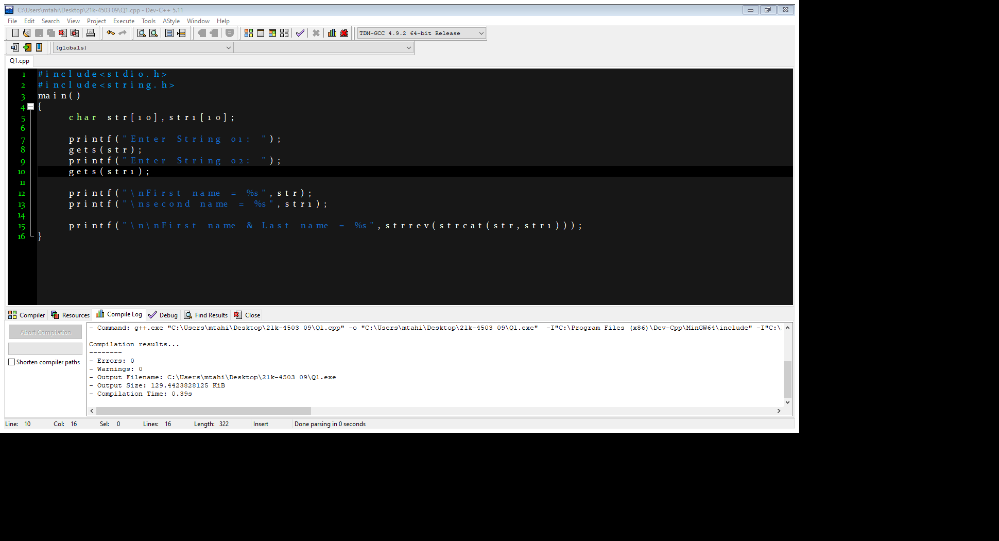 C:\Users\mtahi\Desktop\21k-4503 09\Q1.cpp - Dev-C++ 5.11
File Edit Search View Project Execute Tools AStyle Window Help
TDM-GCC 4.9.2 64-bit Release
(globals)
Q1.cpp
1 #include<stdio.h>
2 #include<string.h>
3 main()
4 {
5 char str[10],str1[10];
6
7 printf("Enter String 01: ");
8 gets(str);
9 printf("Enter String 02: ");
10 gets(str1);
11
12 printf("\nFirst name = %s",str);
13 printf("\nsecond name = %s",str1);
14
15 printf("\n\nFirst name & Last name = %s",strrev(strcat(str,str1)));
16 }
Compiler Resources Compile Log Debug Find Results Close
Abort Compilation
Shorten compiler paths
- Command: g++.exe "C:\Users\mtahi\Desktop\21k-4503 09\Q1.cpp" -o "C:\Users\mtahi\Desktop\21k-4503 09\Q1.exe" -I"C:\Program Files (x86)\Dev-Cpp\MinGW64\include" -I"C:\
Compilation results...
--------
- Errors: 0
- Warnings: 0
- Output Filename: C:\Users\mtahi\Desktop\21k-4503 09\Q1.exe
- Output Size: 129.4423828125 KiB
- Compilation Time: 0.39s
Line: 10 Col: 16 Sel: 0 Lines: 16 Length: 322 Insert Done parsing in 0 seconds